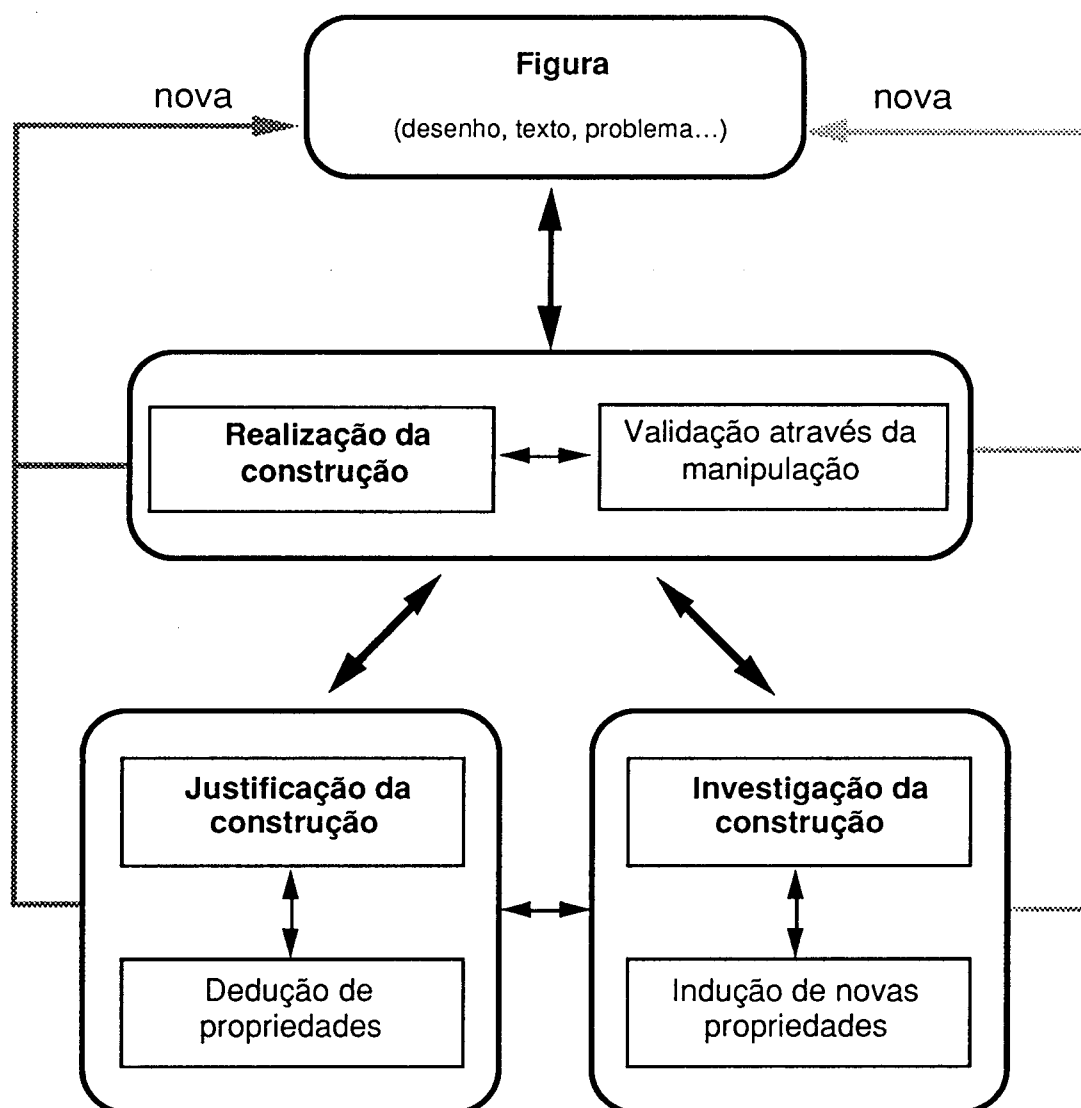 Figura
nova
nova
(desenho, texto, problema...)
Realização da
construção
Validação através da
manipulação
Justificação da
construção
Investigação da
construção
Dedução de
propriedades
Indução de novas
propriedades